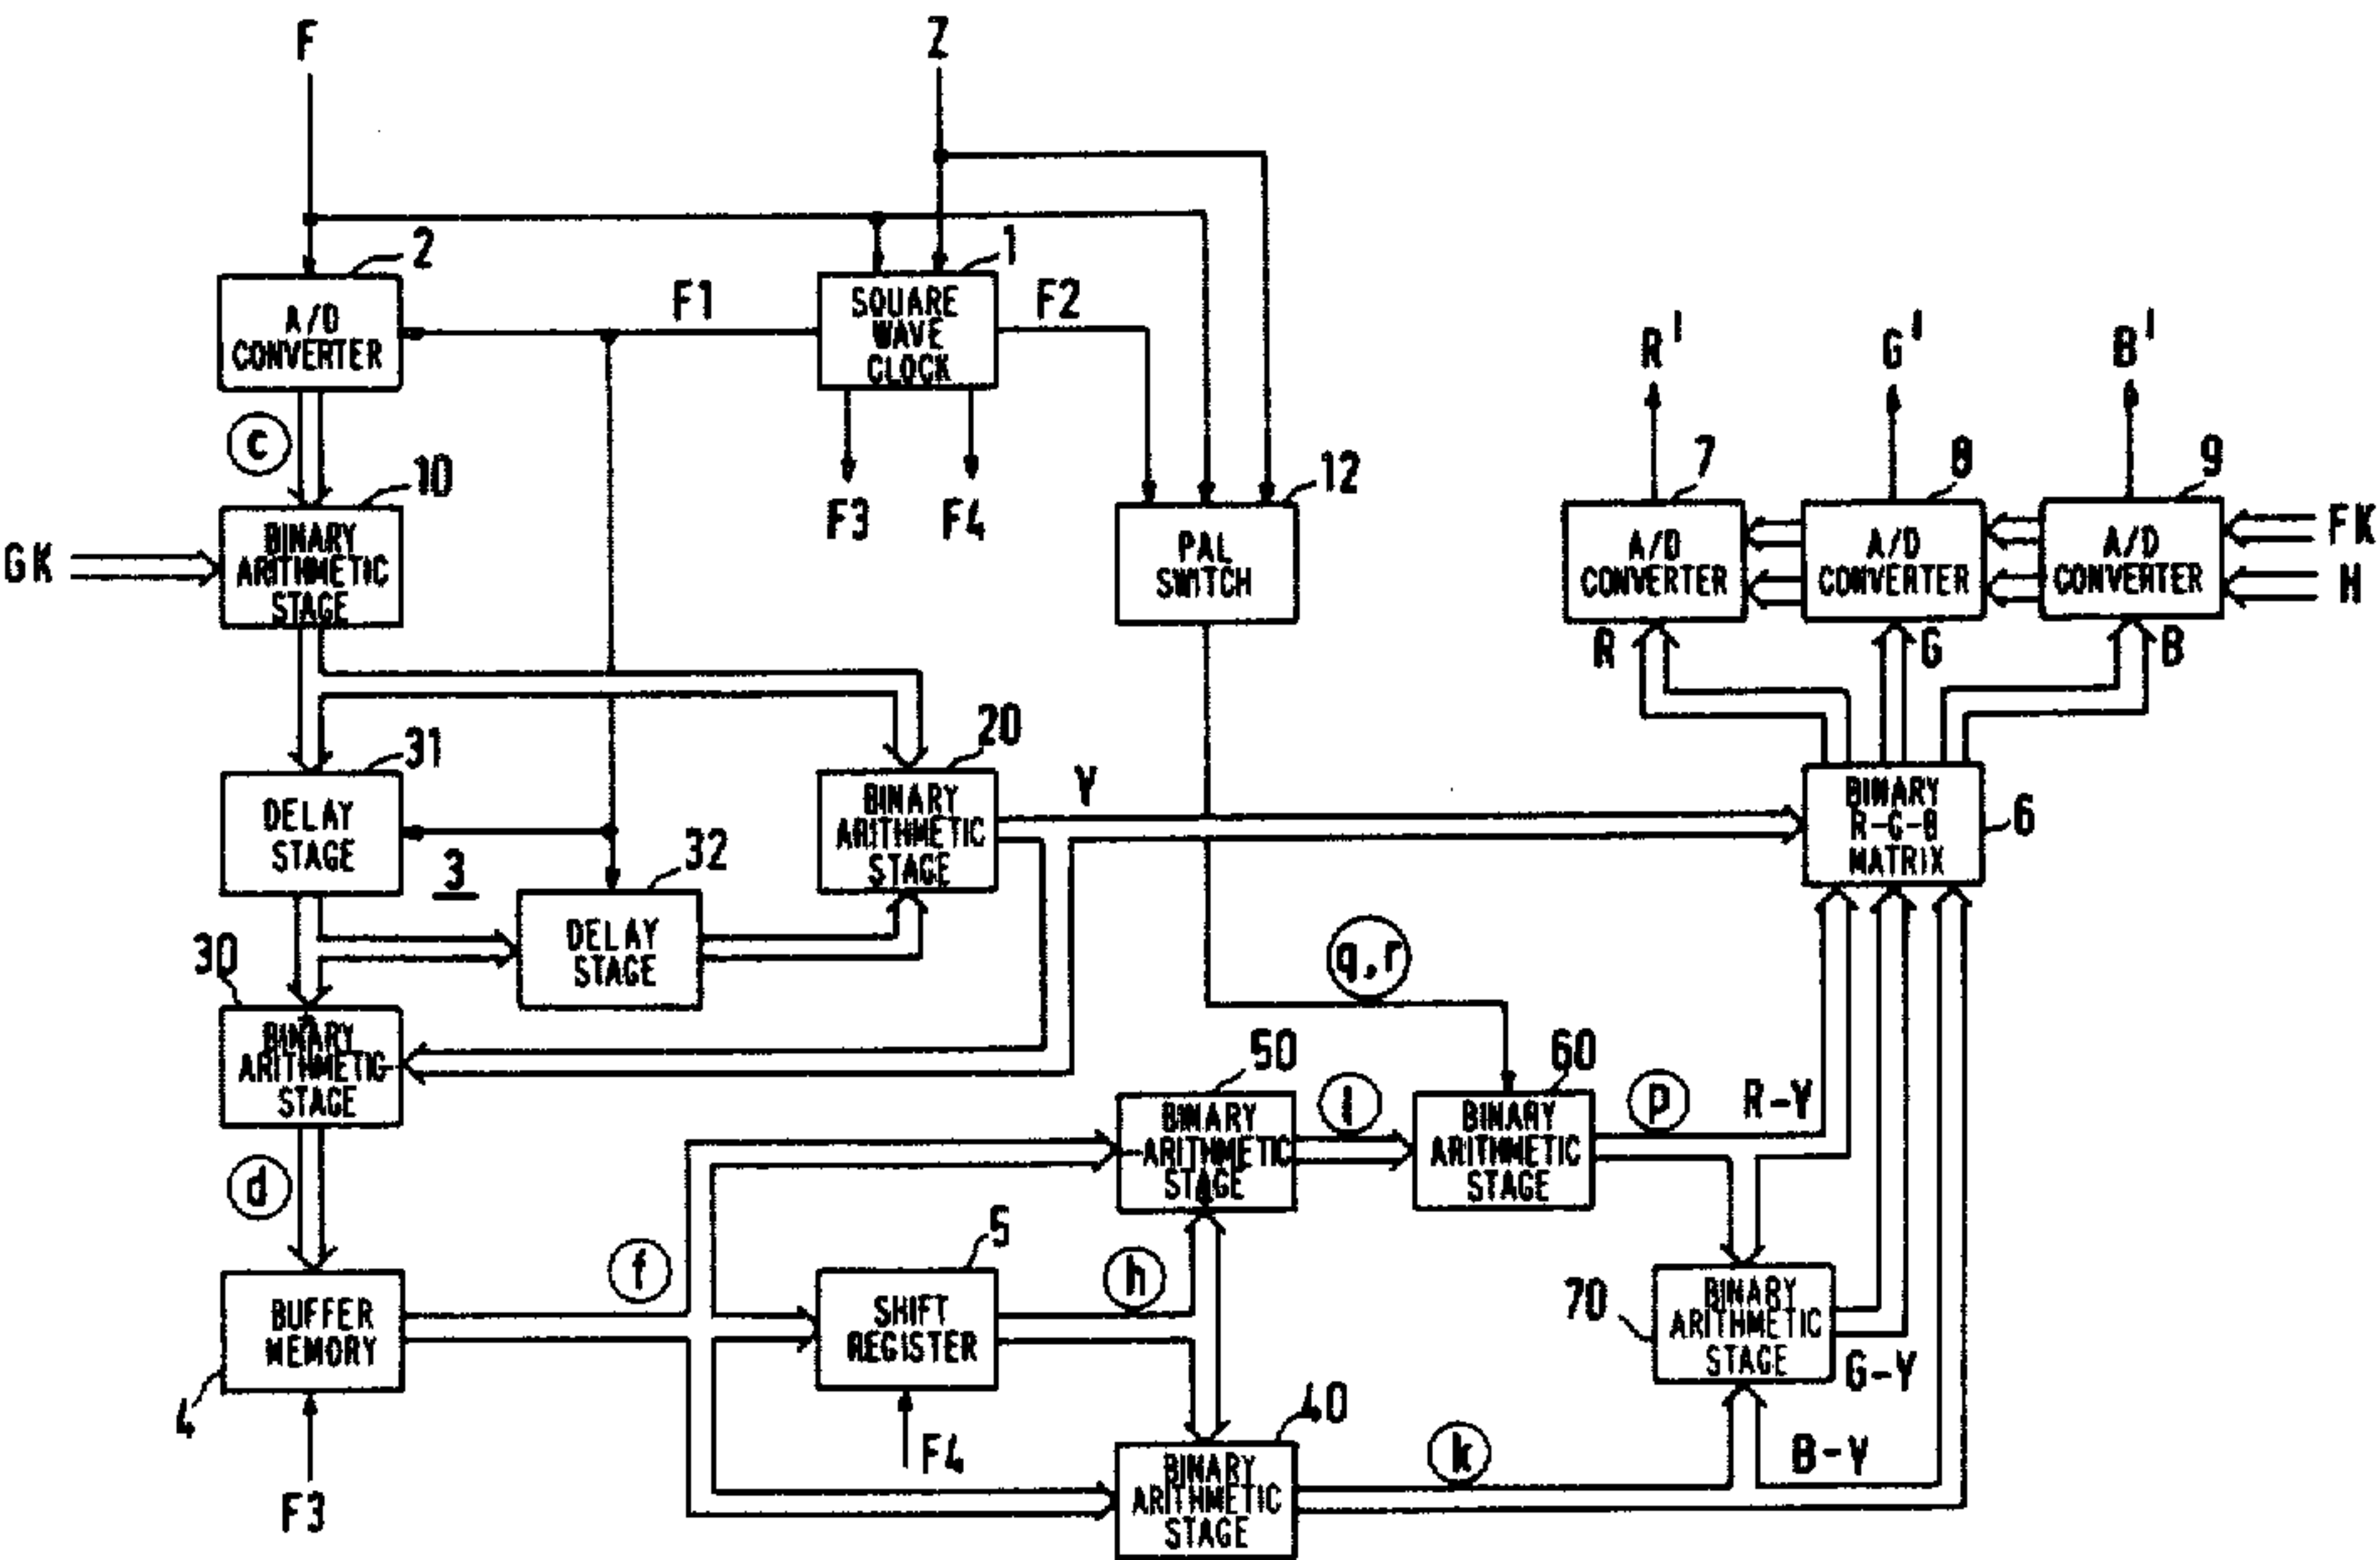 F
Z
2
1
A/D
CONVERTER
F1
SQUARE
WAVE
CLOCK
F2
R'
G'
B'
c
10
F3
F4
12
7
8
9
GK
BINARY
ARITHMETIC
STAGE
PAL
SWITCH
A/D
CONVERTER
A/D
CONVERTER
A/D
CONVERTER
FK
H
R
G
B
31
20
DELAY
STAGE
3
32
BINARY
ARITHMETIC
STAGE
Y
BINARY
R-G-B
MATRIX
6
30
DELAY
STAGE
q,r
BINARY
ARITHMETIC
STAGE
50
60
d
BINARY
ARITHMETIC
STAGE
l
BINARY
ARITHMETIC
STAGE
p
R-Y
f
5
h
BUFFER
MEMORY
4
SHIFT
REGISTER
70
BINARY
ARITHMETIC
STAGE
G-Y
F3
F4
40
BINARY
ARITHMETIC
STAGE
k
B-Y